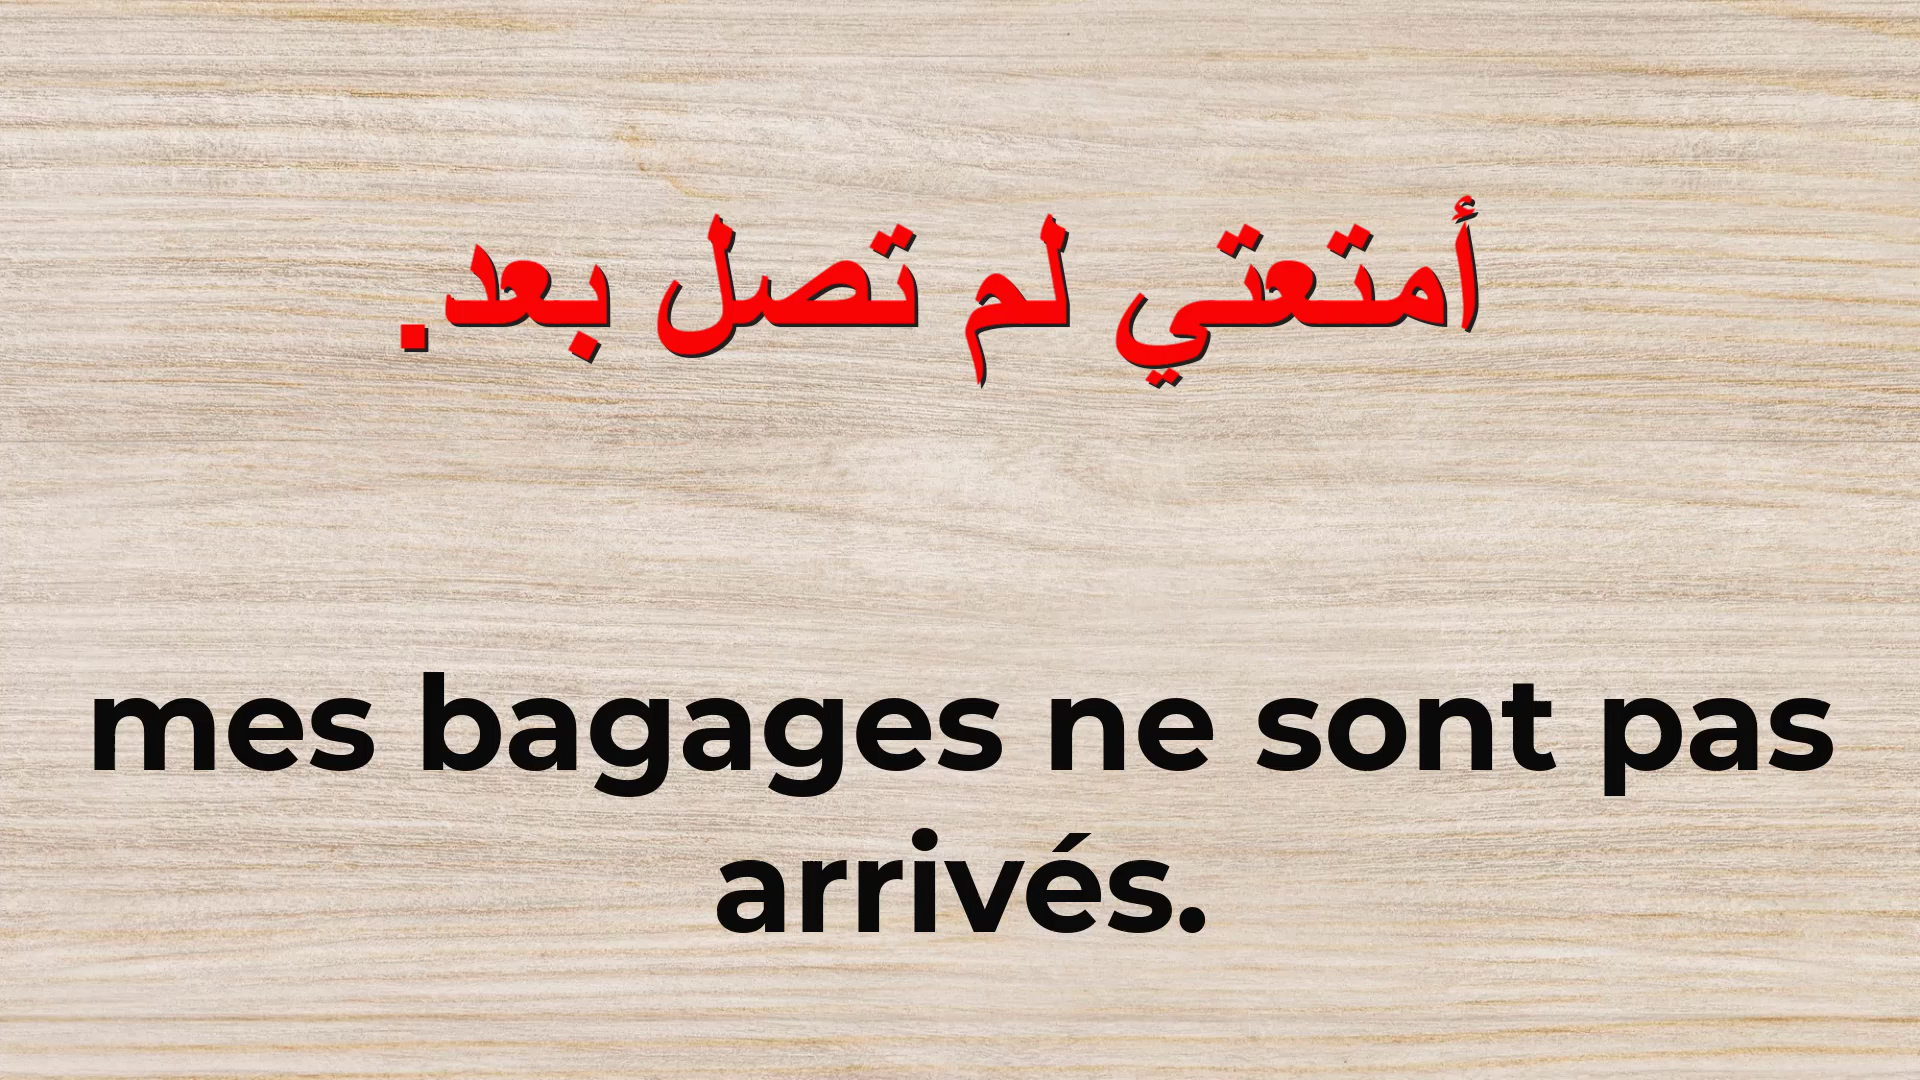 أمتعتي لم تصل بعد.
mes bagages ne sont pas
arrivés.